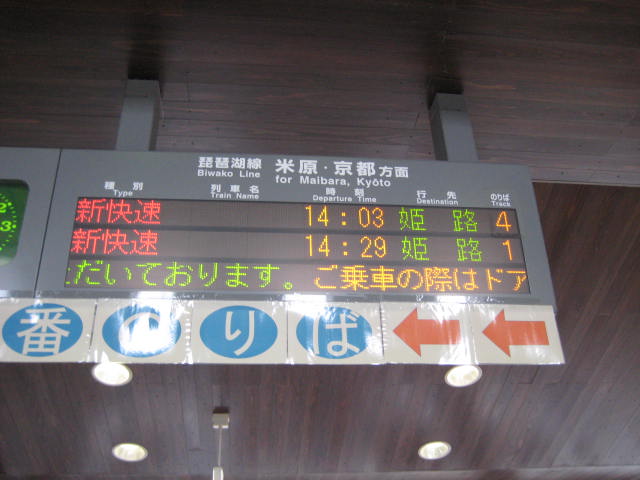 琵琶湖線 米原・京都方面
Biwako Line for Maibara, Kyōto
種別 列車名 時刻 行先 のりば
Type Train Name Departure Time Destination Track
新快速 14:03 姫路 4
新快速 14:29 姫路 1
ただいております。ご乗車の際はドア
番のりば